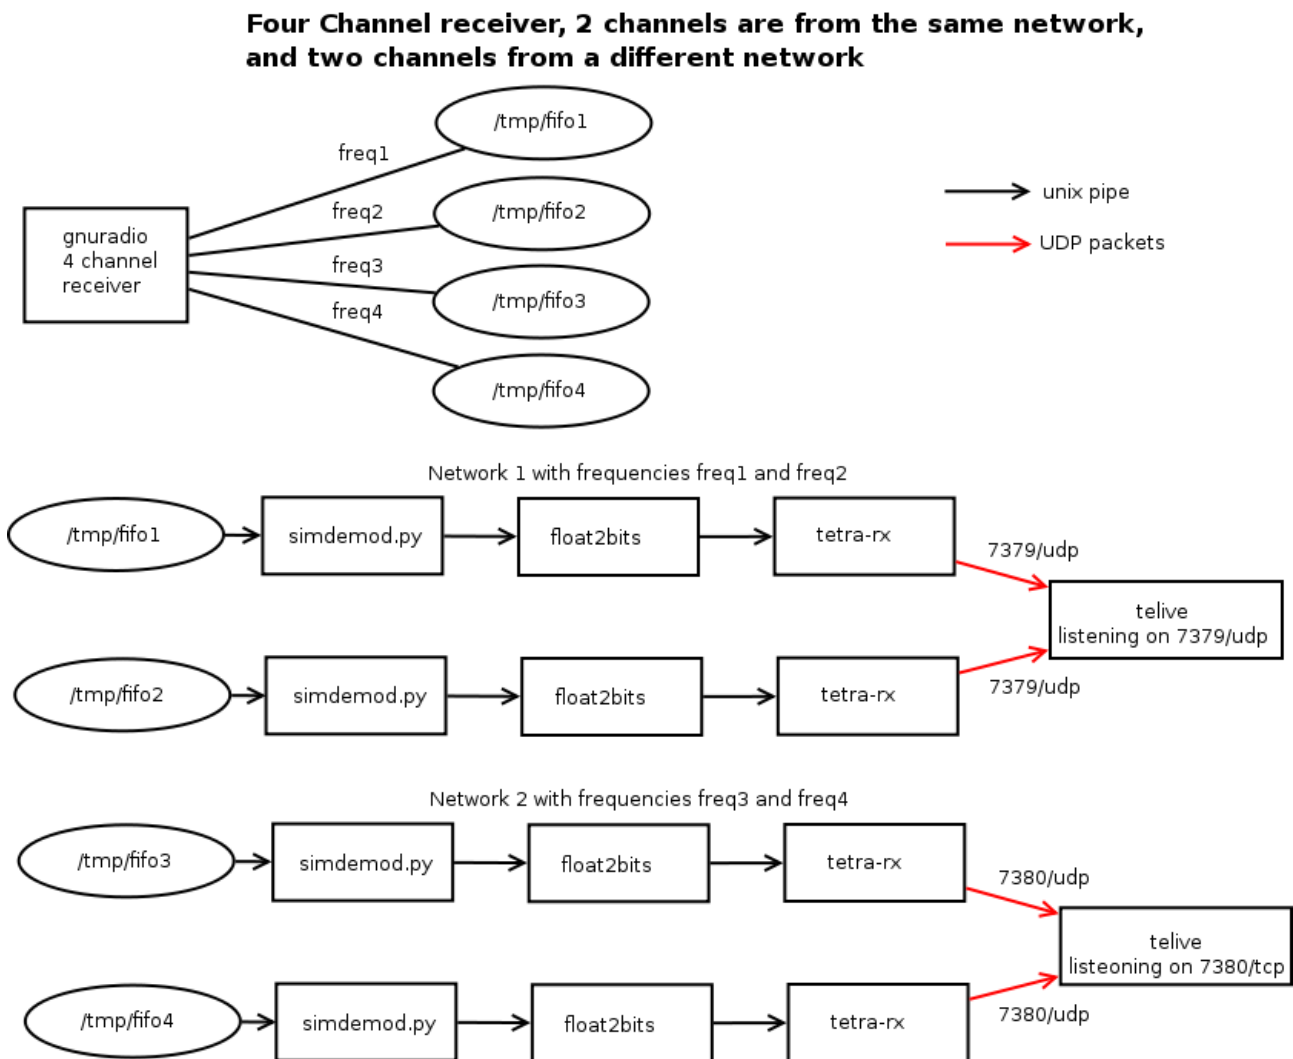 Four Channel receiver, 2 channels are from the same network,
and two channels from a different network
/tmp/fifo1
freq1
/tmp/fifo2
freq2
gnuradio
4 channel
receiver
freq3
/tmp/fifo3
freq4
/tmp/fifo4
unix pipe
UDP packets
Network 1 with frequencies freq1 and freq2
/tmp/fifo1
simdemod.py
float2bits
tetra-rx
7379/udp
telive
listening on 7379/udp
/tmp/fifo2
simdemod.py
float2bits
tetra-rx
7379/udp
Network 2 with frequencies freq3 and freq4
/tmp/fifo3
simdemod.py
float2bits
tetra-rx
7380/udp
telive
listeoning on 7380/tcp
/tmp/fifo4
simdemod.py
float2bits
tetra-rx
7380/udp